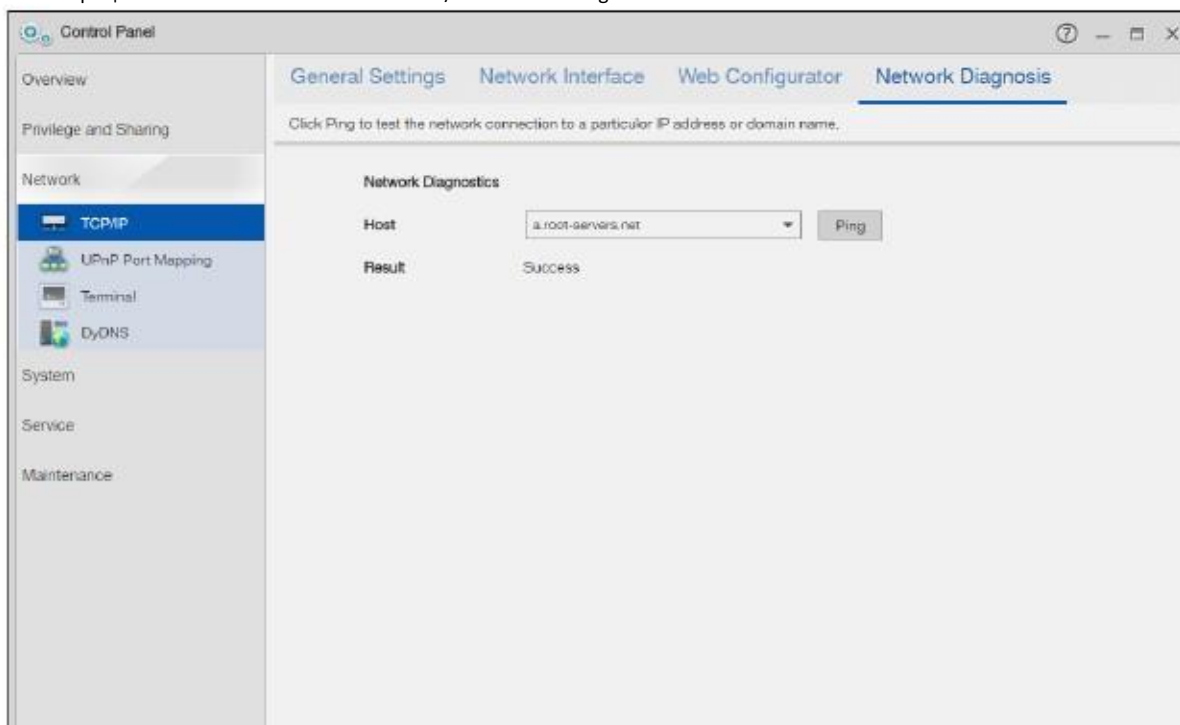 Control Panel
Overview
Privilege and Sharing
Network
TCP/IP
UPnP Port Mapping
Terminal
DyDNS
System
Service
Maintenance
General Settings Network Interface Web Configurator Network Diagnosis
Click Ping to test the network connection to a particular IP address or domain name.
Network Diagnostics
Host a.root-servers.net Ping
Result Success